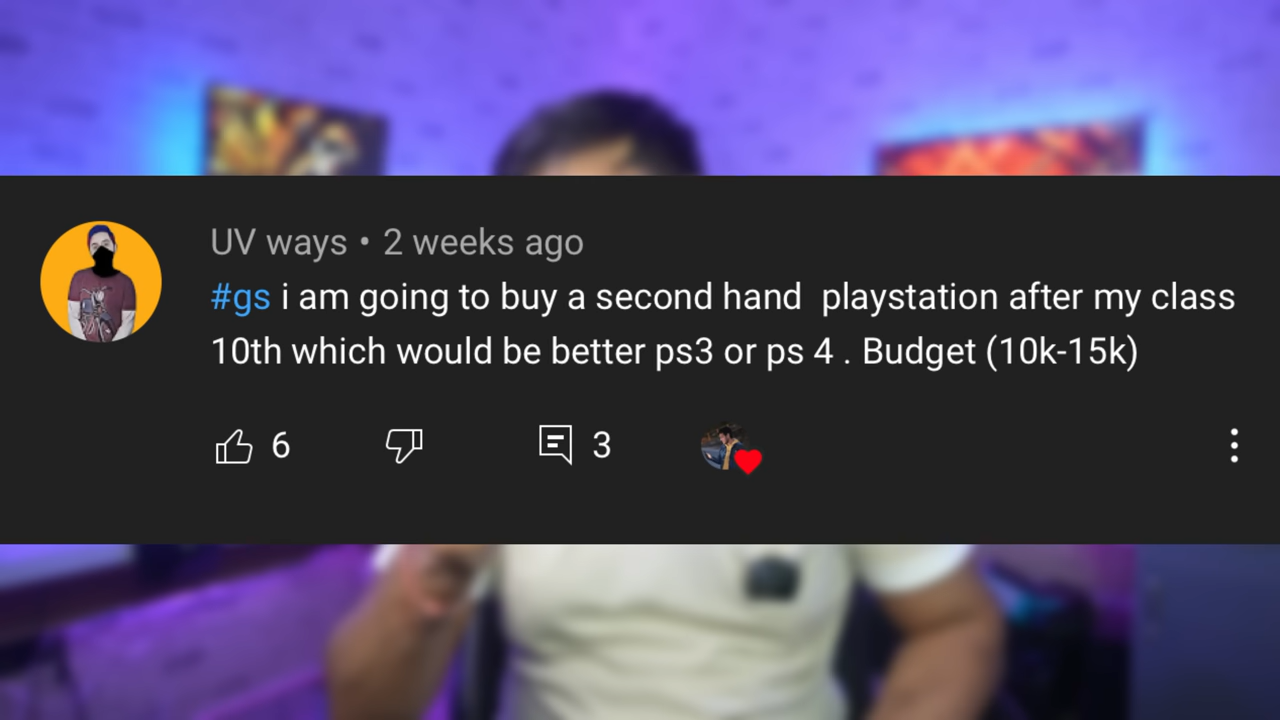 UV ways • 2 weeks ago
#gs i am going to buy a second hand  playstation after my class
10th which would be better ps3 or ps 4 . Budget (10k-15k)
6 3